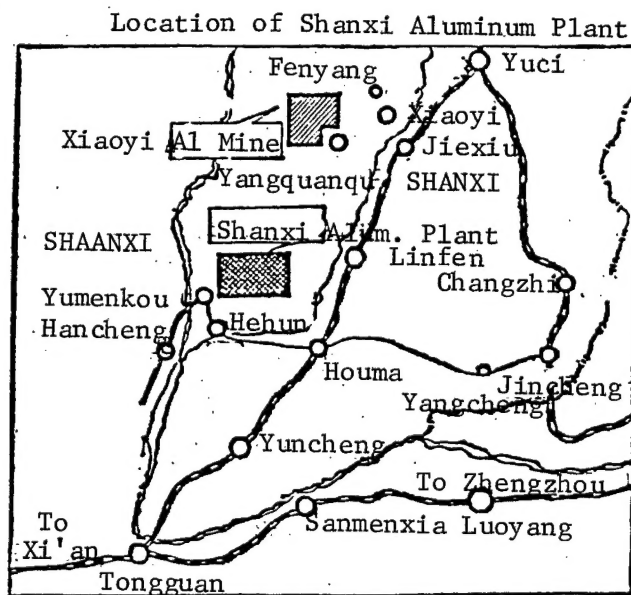 Location of Shanxi Aluminum Plant
Fenyang
Yuci
Xiaoyi
Xiaoyi Al Mine
Jiexiu
Yangquanqu
SHANXI
Shanxi Alum. Plant
SHAANXI
Linfen
Changzhi
Yumenkou
Hancheng
Hehun
Houma
Jincheng
Yangcheng
Yuncheng
To Zhengzhou
To
Xi'an
Sanmenxia
Luoyang
Tongguan